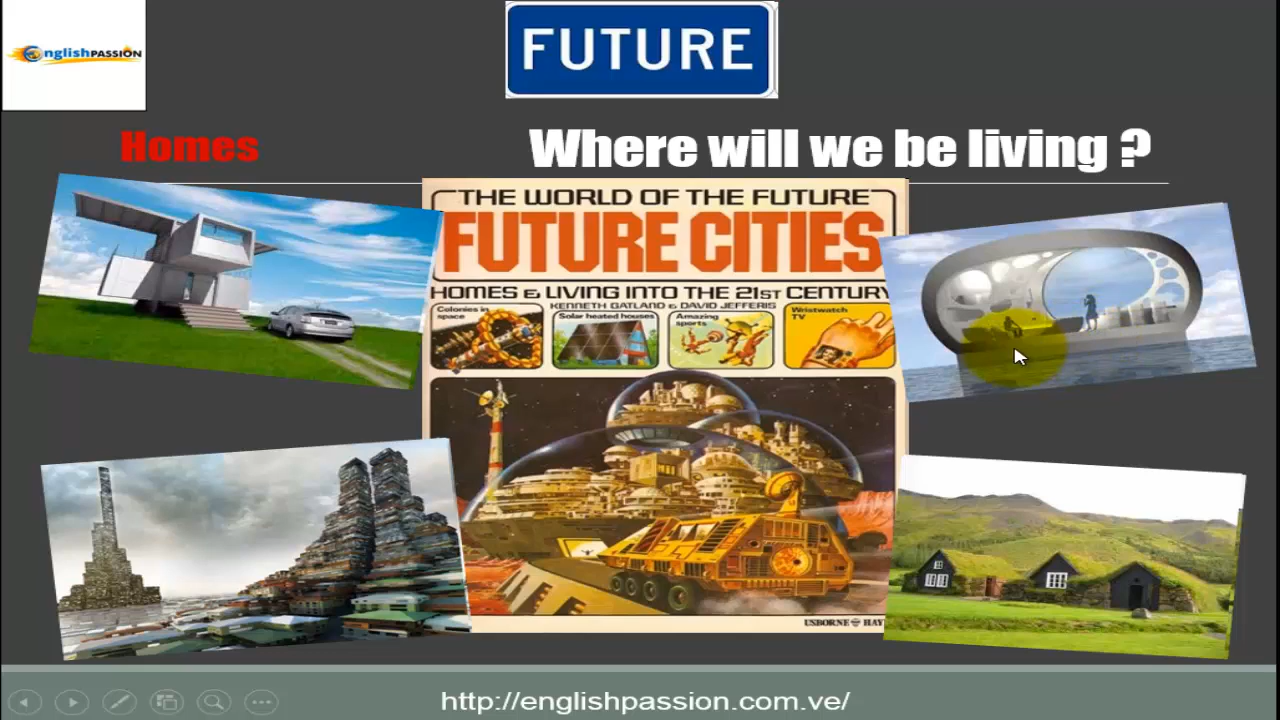 FUTURE
nglishPASSION
Homes
Where will we be living ?
THE WORLD OF THE FUTURE
FUTURE CITIES
HOMES & LIVING INTO THE 21ST CENTURY
KENNETH GATLAND & DAVID JEFFERIS
Colonies in space
Solar heated houses
Amazing sports
Wristwatch TV
USBORNE HAY
http://englishpassion.com.ve/